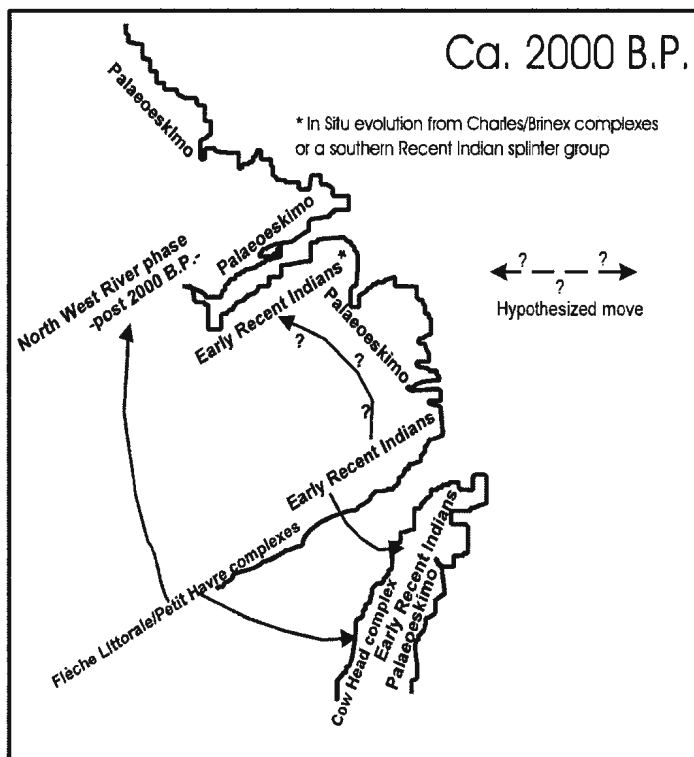 Ca. 2000 B.P.
Palaeoeskimo
* In Situ evolution from Charles/Brinex complexes
or a southern Recent Indian splinter group
Palaeoeskimo
North West River phase
-post 2000 B.P.-
Early Recent Indians*
Palaeoeskimo
? ?
?
Hypothesized move
?
?
?
Early Recent Indians
Flèche Littorale/Petit Havre complexes
Cow Head complex
Early Recent Indians
Palaeoeskimo